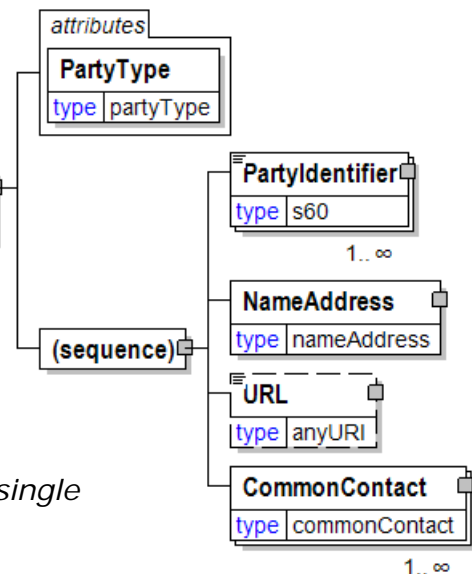 attributes
PartyType
type partyType
PartyIdentifier
type s60
1.. ∞
NameAddress
type nameAddress
(sequence)
URL
type anyURI
single
CommonContact
type commonContact
1.. ∞